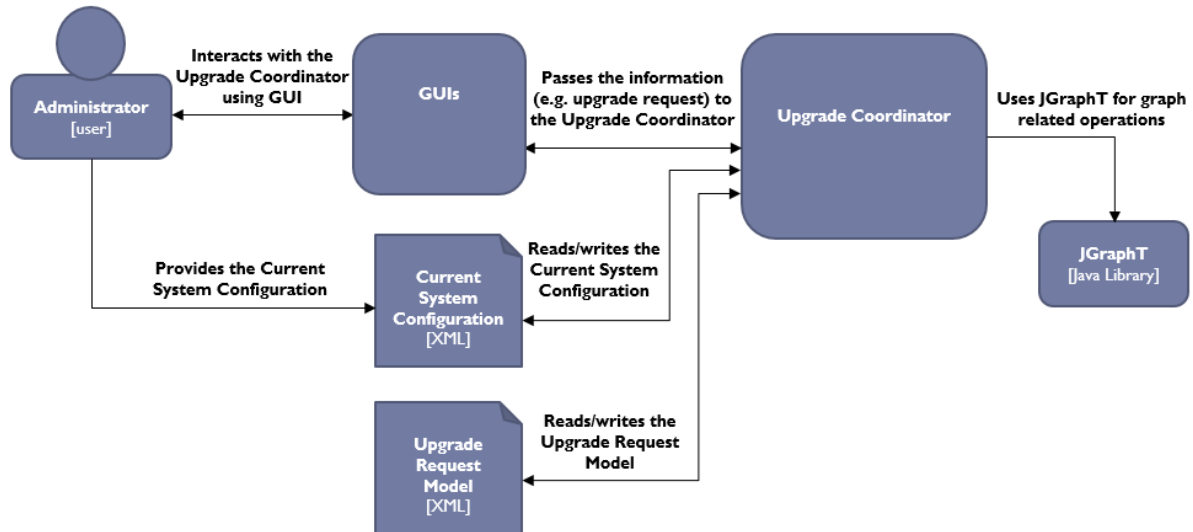 Interacts with the
Upgrade Coordinator
using GUI
Administrator
[user]
GUIs
Passes the information
(e.g. upgrade request) to
the Upgrade Coordinator
Upgrade Coordinator
Uses JGraphT for graph
related operations
JGraphT
[Java Library]
Provides the Current
System Configuration
Current
System
Configuration
[XML]
Reads/writes the
Current System
Configuration
Upgrade
Request
Model
[XML]
Reads/writes the
Upgrade Request
Model